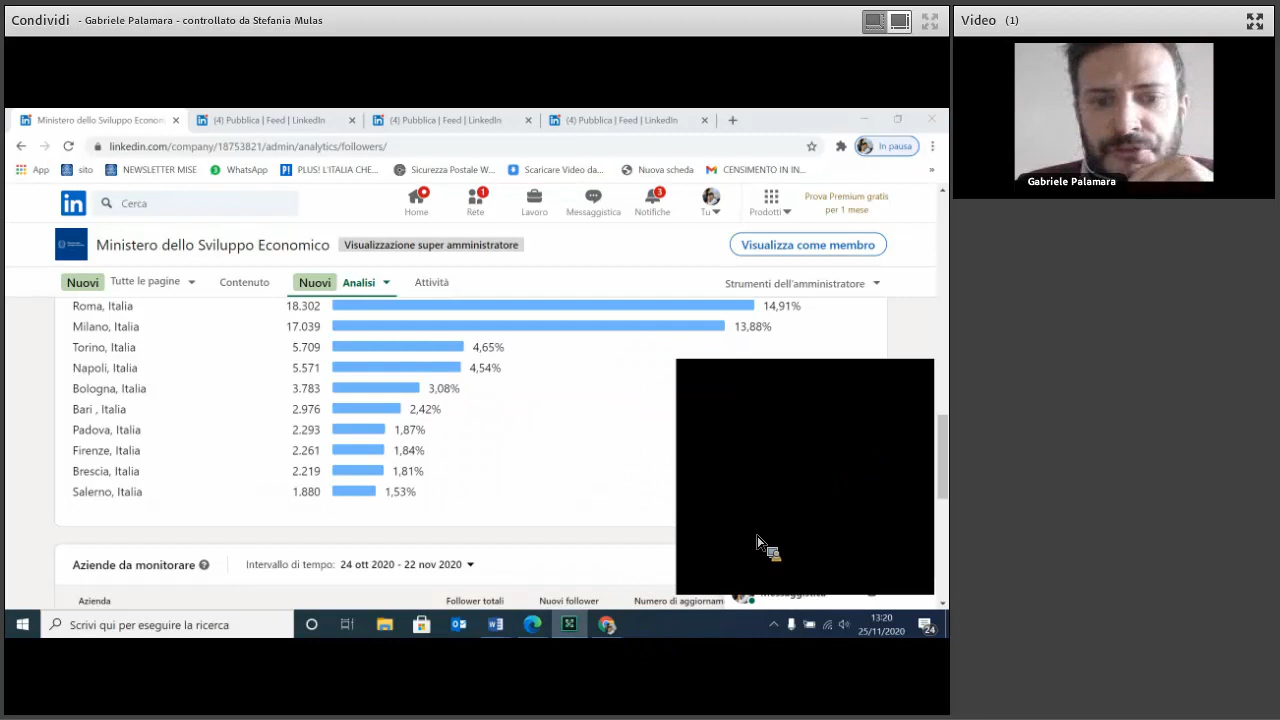 Condividi - Gabriele Palamara - controllato da Stefania Mulas
Video (1)
Gabriele Palamara
Ministero dello Sviluppo Econom
(4) Pubblica | Feed | LinkedIn
(4) Pubblica | Feed | LinkedIn
(4) Pubblica | Feed | LinkedIn
linkedin.com/company/18753821/admin/analytics/followers/
In pausa
App
sito
NEWSLETTER MISE
WhatsApp
PLUS! L'ITALIA CHE...
Sicurezza Postale W...
Scaricare Video da...
Nuova scheda
CENSIMENTO IN IN...
»
in
Cerca
Home
Rete
1
Lavoro
Messaggistica
Notifiche
3
Tu
Prodotti
Prova Premium gratis
per 1 mese
Ministero dello Sviluppo Economico
Visualizzazione super amministratore
Visualizza come membro
Nuovi Tutte le pagine
Contenuto
Nuovi Analisi
Attività
Strumenti dell'amministratore
Roma, Italia 18.302 14,91%
Milano, Italia 17.039 13,88%
Torino, Italia 5.709 4,65%
Napoli, Italia 5.571 4,54%
Bologna, Italia 3.783 3,08%
Bari , Italia 2.976 2,42%
Padova, Italia 2.293 1,87%
Firenze, Italia 2.261 1,84%
Brescia, Italia 2.219 1,81%
Salerno, Italia 1.880 1,53%
Aziende da monitorare
Intervallo di tempo: 24 ott 2020 - 22 nov 2020
Azienda
Follower totali
Nuovi follower
Numero di aggiornam
Scrivi qui per eseguire la ricerca
13:20
25/11/2020
24